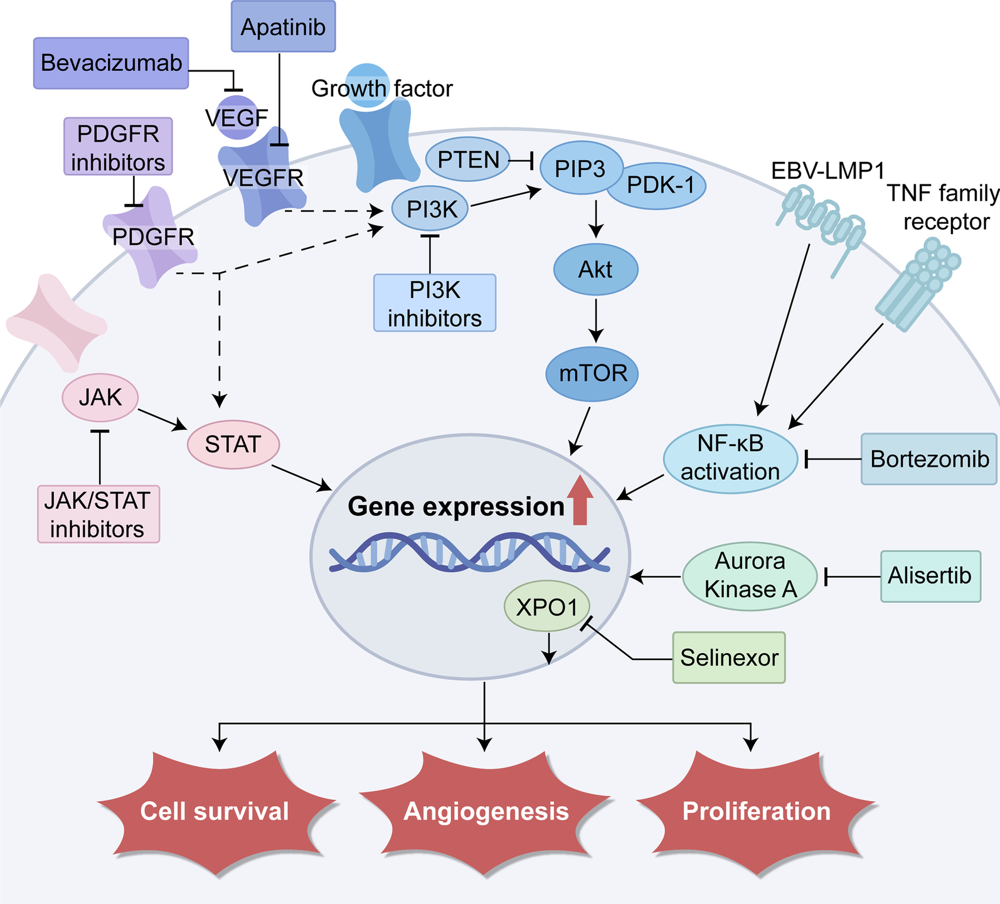 Apatinib
Bevacizumab
Growth factor
VEGF
PDGFR
inhibitors
PTEN
PIP3
PDK-1
VEGFR
EBV-LMP1
TNF family
receptor
PI3K
PDGFR
Akt
PI3K
inhibitors
mTOR
JAK
STAT
NF-κB
activation
Bortezomib
JAK/STAT
inhibitors
Gene expression
Aurora
Kinase A
Alisertib
XPO1
Selinexor
Cell survival
Angiogenesis
Proliferation